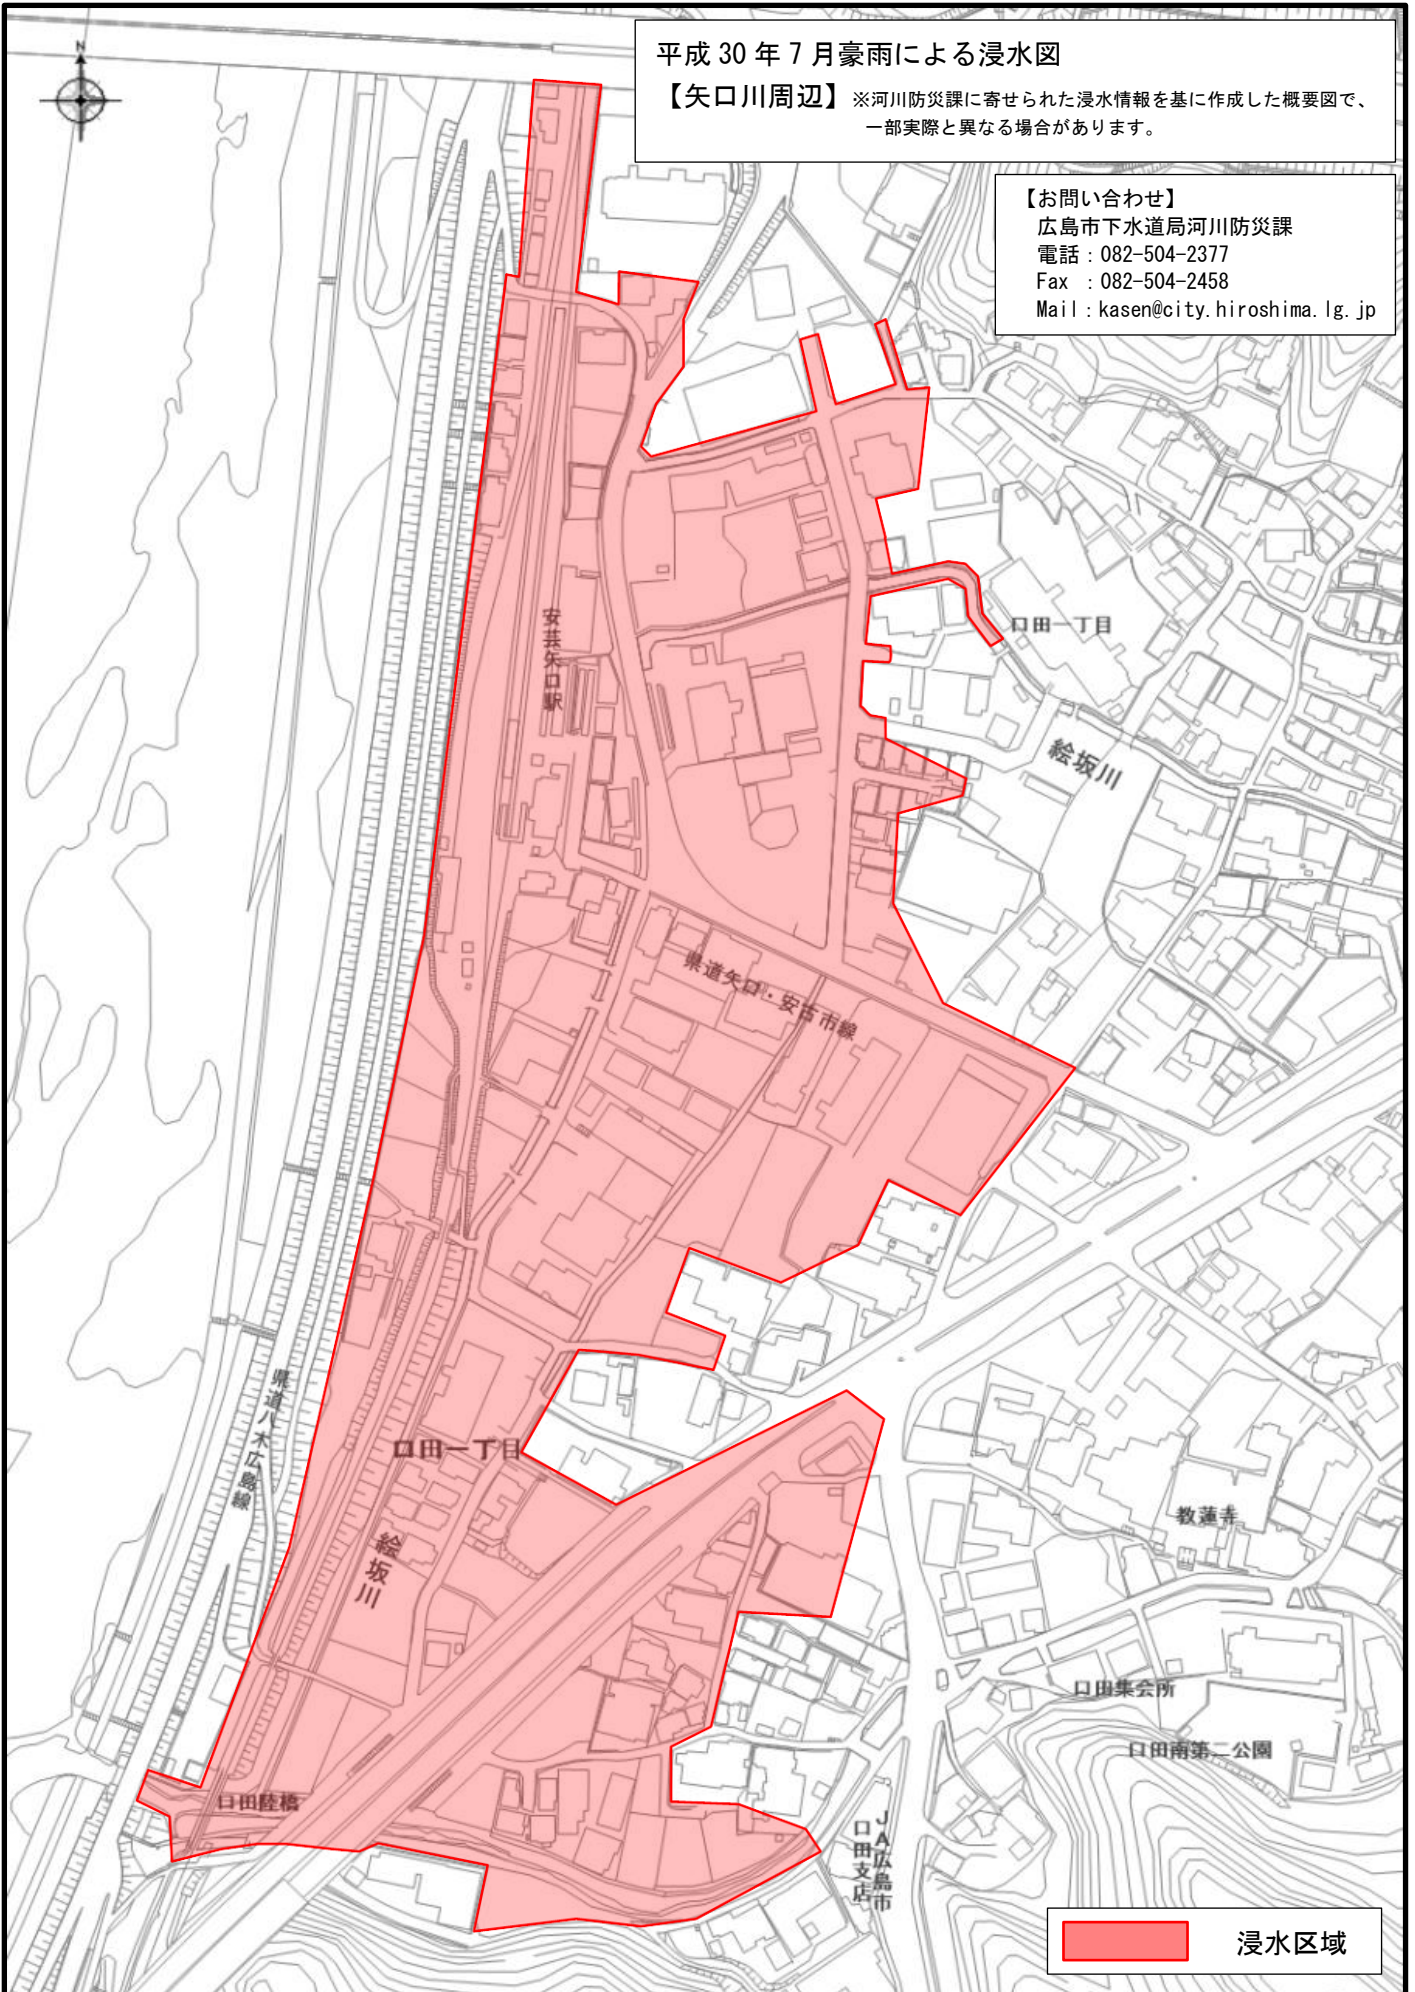 平成 30 年 7 月豪雨による浸水図
【矢口川周辺】 ※河川防災課に寄せられた浸水情報を基に作成した概要図で、
一部実際と異なる場合があります。
【お問い合わせ】
広島市下水道局河川防災課
電話：082-504-2377
Fax ：082-504-2458
Mail：kasen@city.hiroshima.lg.jp
N
安芸矢口駅
口田一丁目
絵坂川
県道矢口・安古市線
県道八木広島線
口田一丁目
絵坂川
教蓮寺
口田集会所
口田南第二公園
口田陸橋
ＪＡ広島市
口田支店
浸水区域